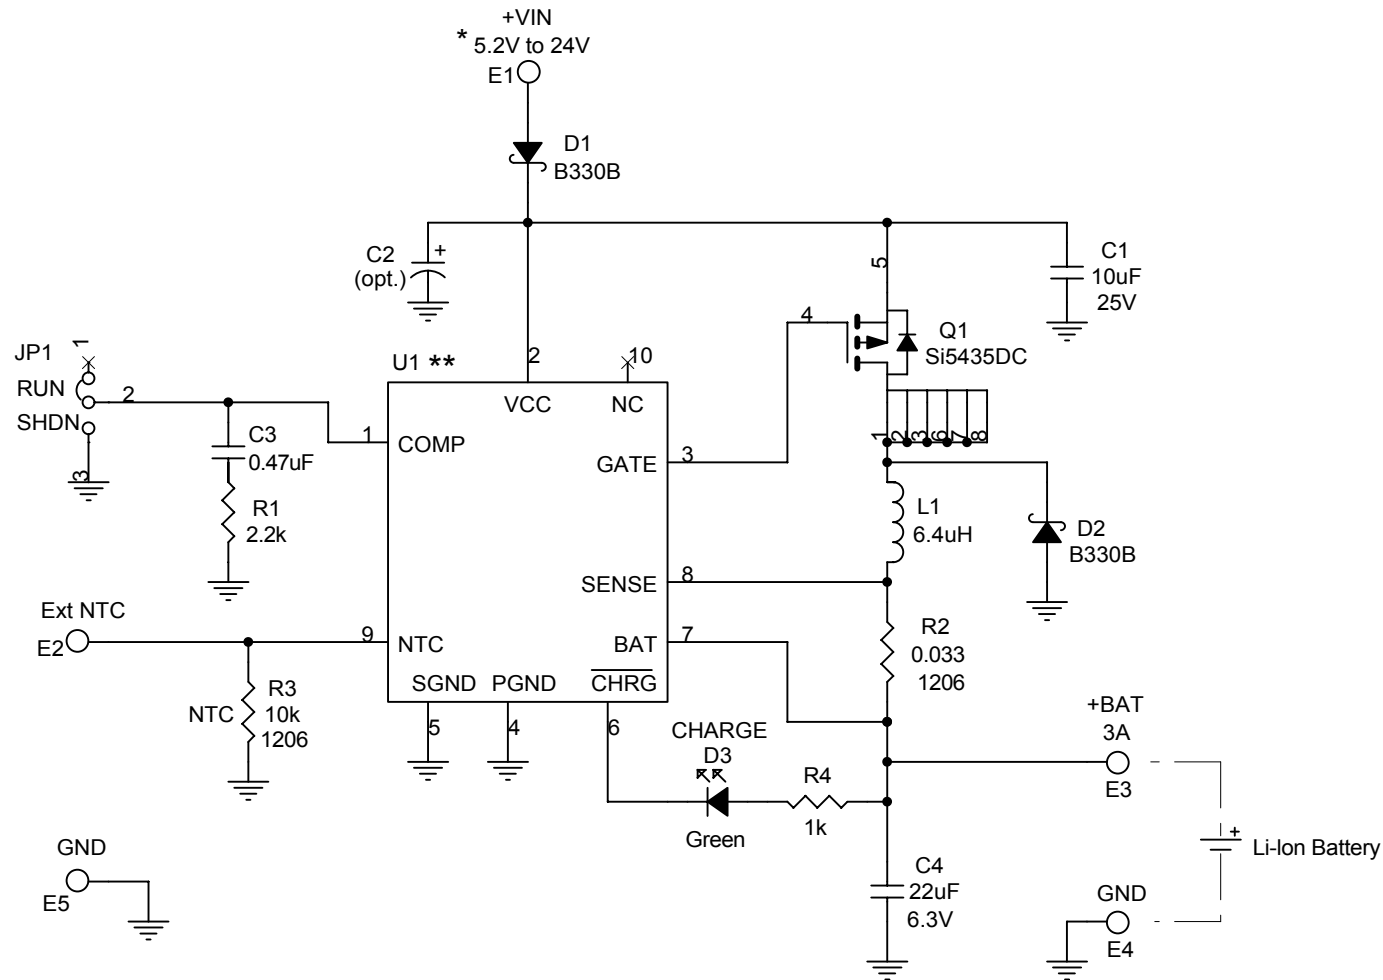 +VIN
* 5.2V to 24V
E1
D1
B330B
C2
+
(opt.)
5
C1
10uF
25V
4
Q1
Si5435DC
JP1
1
RUN
2
SHDN
3
U1 **
2
10
VCC
NC
C3
0.47uF
1
COMP
GATE
3
1
2
3
6
7
8
R1
2.2k
L1
6.4uH
D2
B330B
SENSE
8
Ext NTC
E2
9
NTC
BAT
7
R2
0.033
1206
SGND
PGND
CHRG
R3
NTC 10k
1206
5
4
6
CHARGE
D3
R4
1k
Green
+BAT
3A
E3
+
Li-Ion Battery
GND
E5
C4
22uF
6.3V
GND
E4